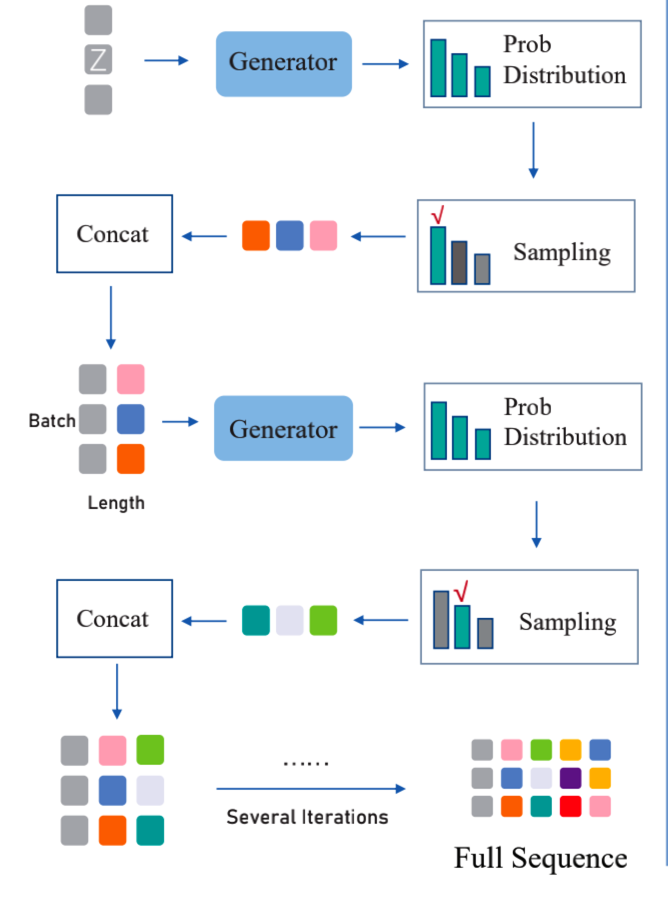 Z
Generator
Prob
Distribution
Concat
√
Sampling
Batch
Generator
Prob
Distribution
Length
Concat
√
Sampling
......
Several Iterations
Full Sequence